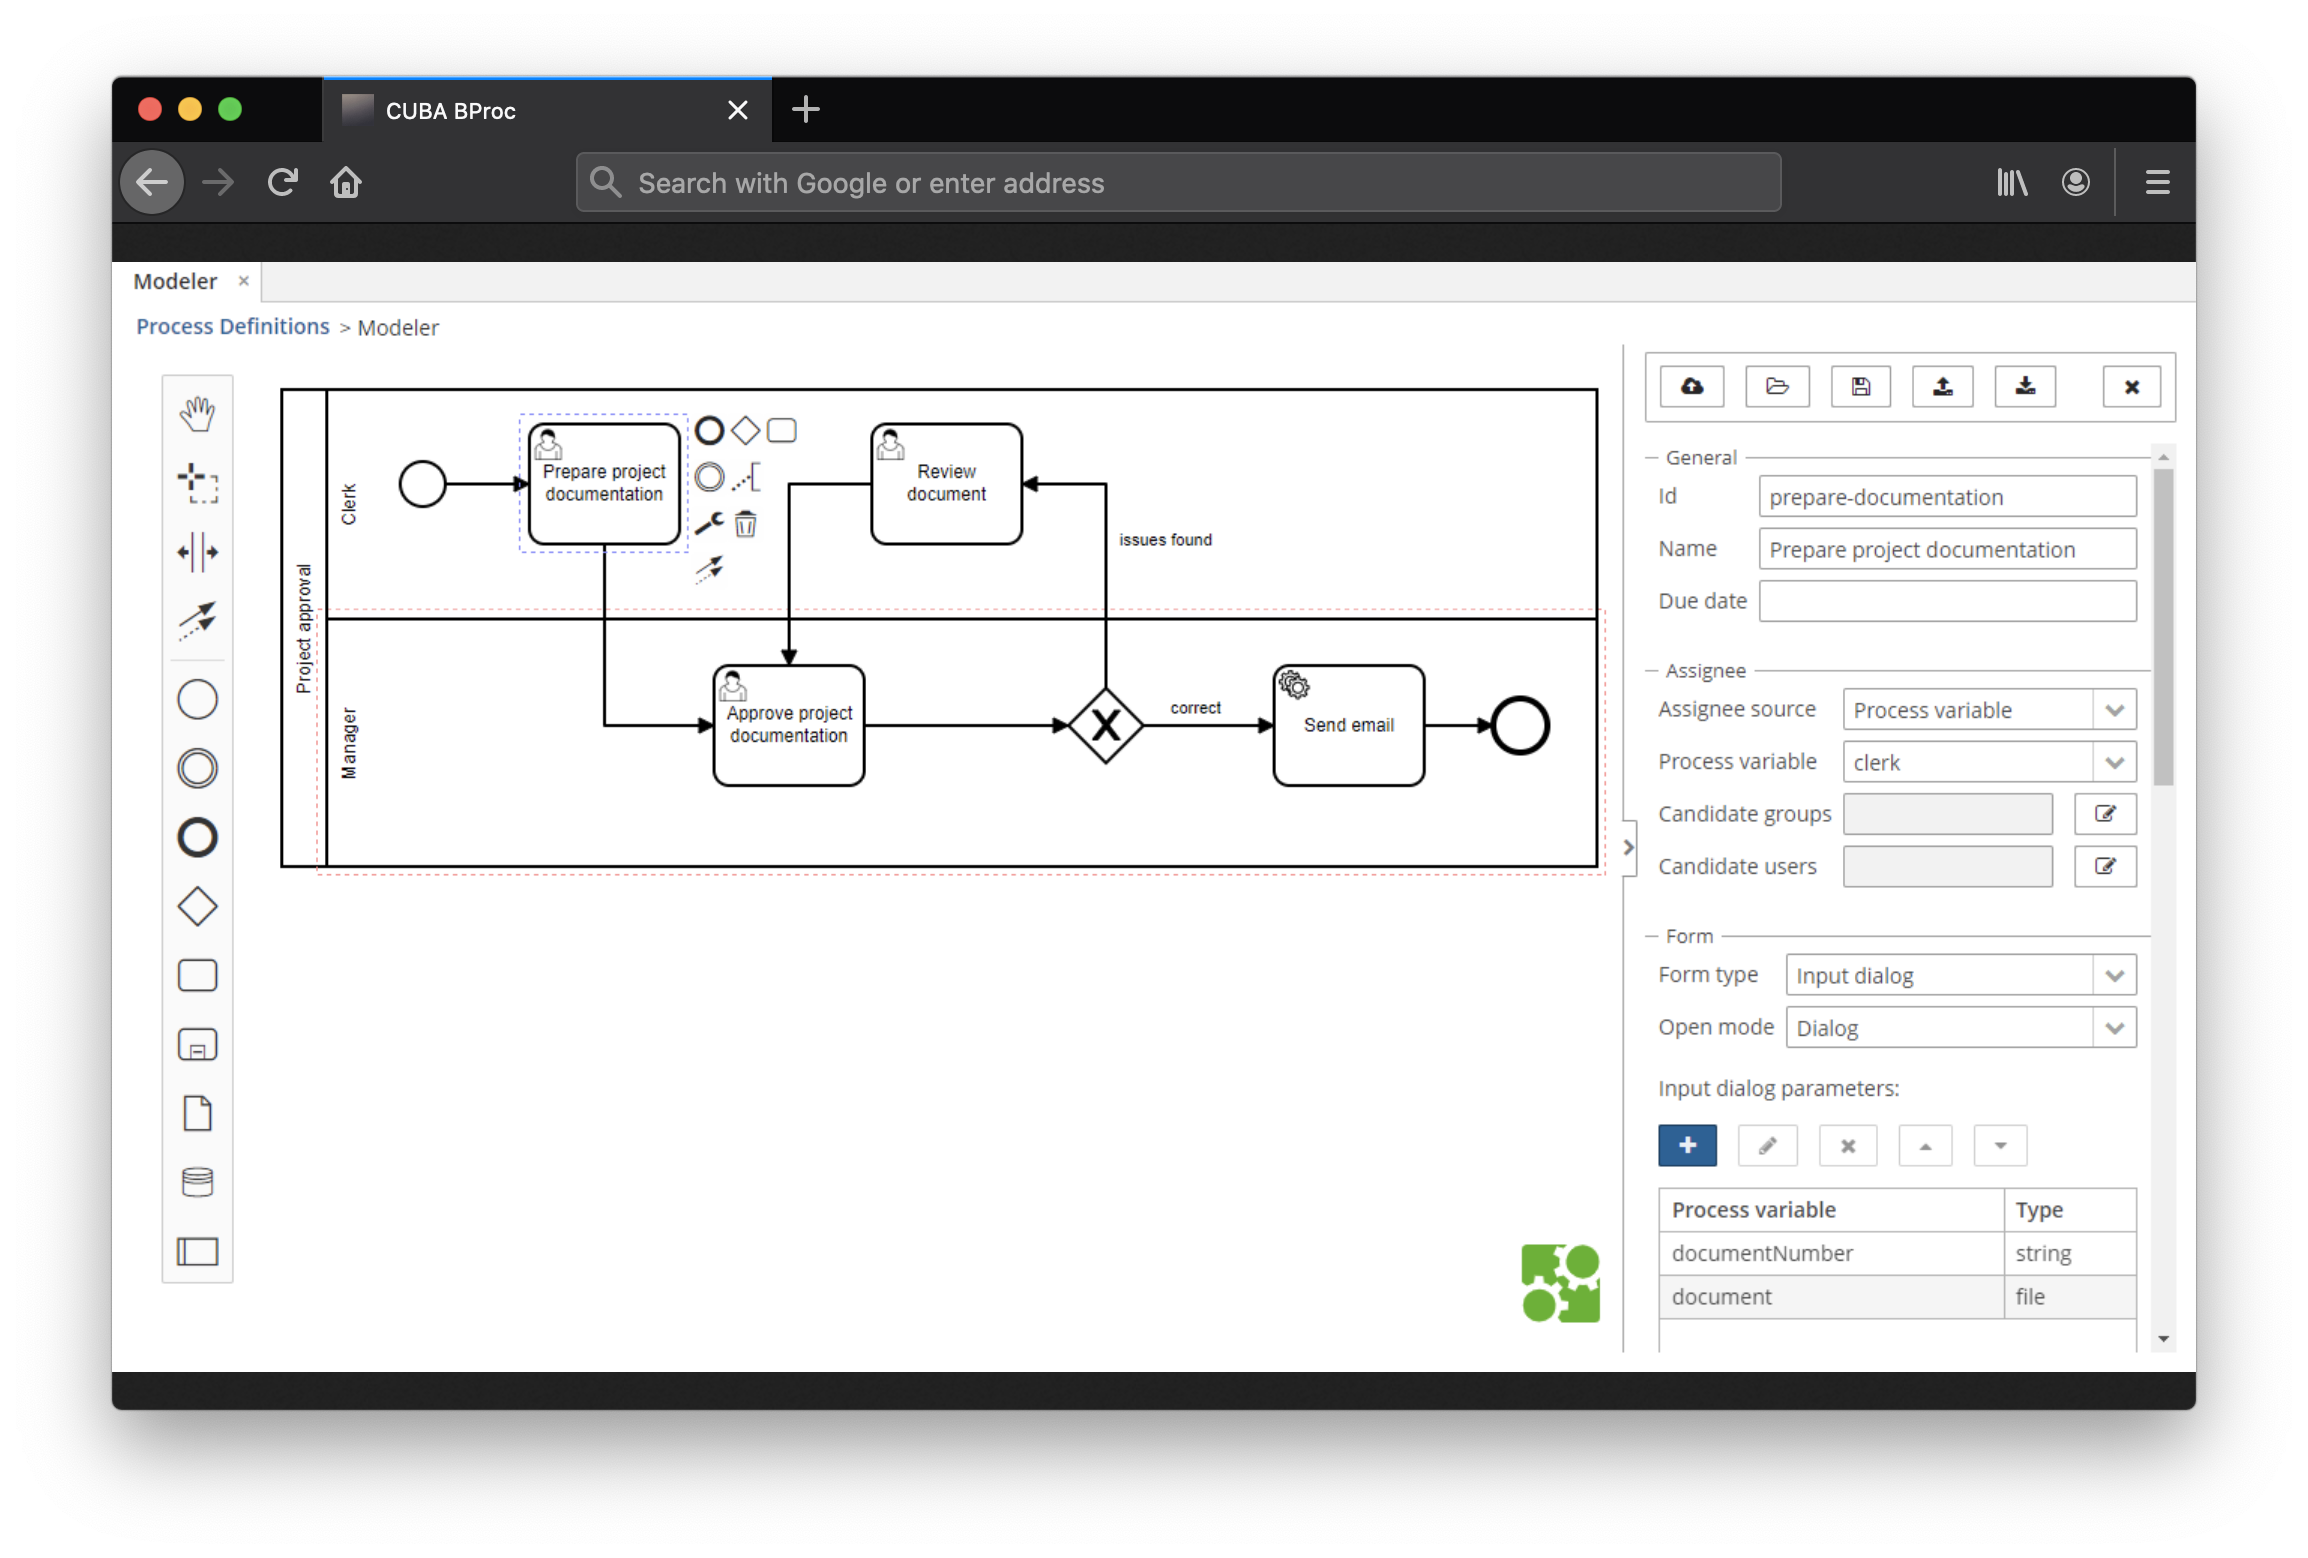 CUBA BProc
Search with Google or enter address
Modeler
Process Definitions > Modeler
Project approval
Clerk
Prepare project
documentation
Review
document
issues found
Manager
Approve project
documentation
X
correct
Send email
General
Id
prepare-documentation
Name
Prepare project documentation
Due date
Assignee
Assignee source
Process variable
Process variable
clerk
Candidate groups
Candidate users
Form
Form type
Input dialog
Open mode
Dialog
Input dialog parameters:
Process variable
Type
documentNumber
string
document
file